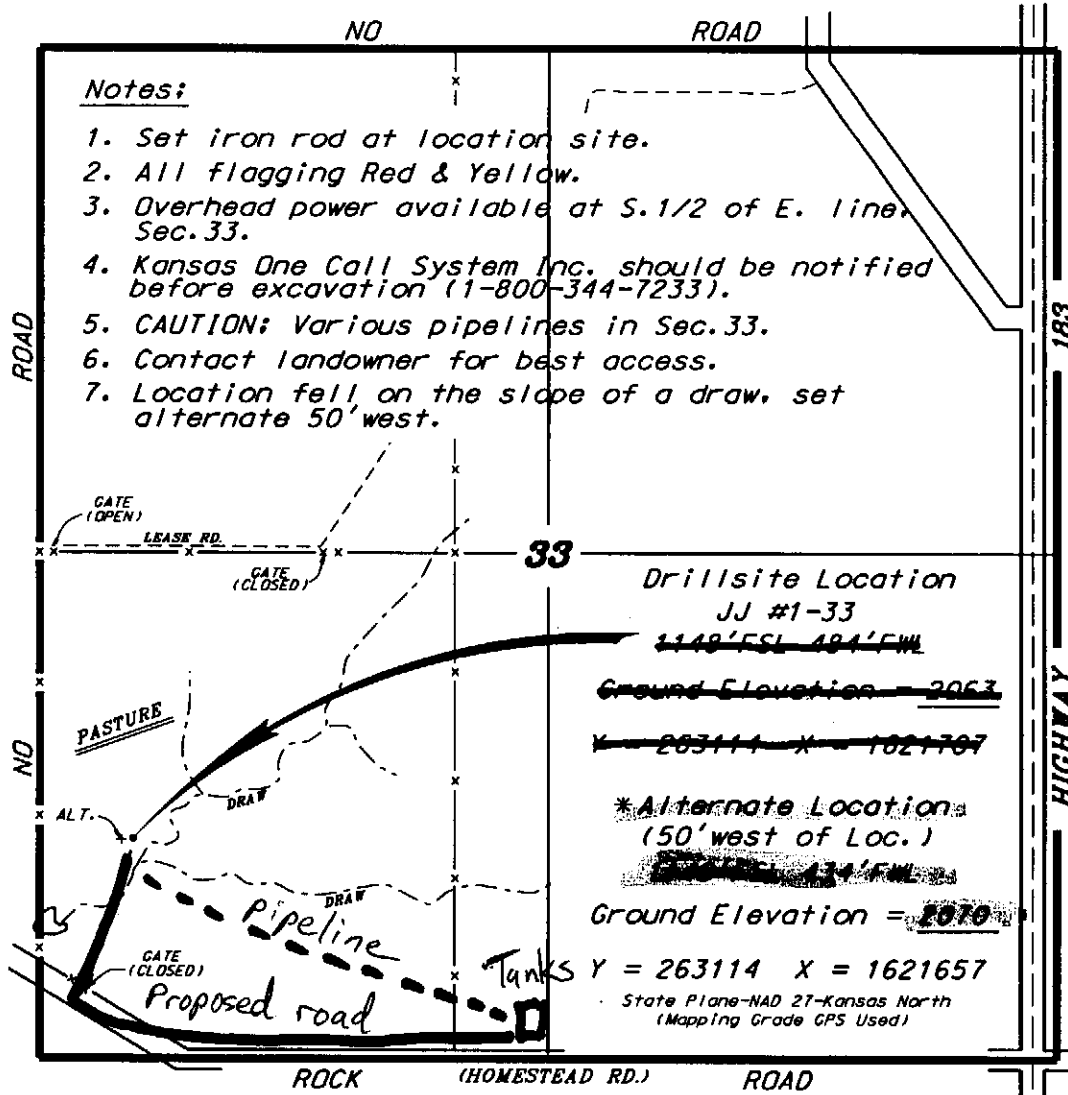 NO ROAD
Notes:
1. Set iron rod at location site.
2. All flagging Red & Yellow.
3. Overhead power available at S.1/2 of E. line,
Sec.33.
4. Kansas One Call System Inc. should be notified
before excavation (1-800-344-7233).
5. CAUTION: Various pipelines in Sec.33.
6. Contact landowner for best access.
7. Location fell on the slope of a draw, set
alternate 50'west.
NO ROAD
HIGHWAY 183
GATE
(OPEN)
LEASE RD.
GATE
(CLOSED)
33
Drillsite Location
JJ #1-33
1148'FSL 484'FWL
Ground Elevation = 2063
Y = 263114 X = 1621707
PASTURE
DRAW
ALT.
*Alternate Location
(50'west of Loc.)
434'FWL
DRAW
Ground Elevation = 2070
Pipeline
Tanks
Y = 263114 X = 1621657
GATE
(CLOSED)
Proposed road
State Plane-NAD 27-Kansas North
(Mapping Grade GPS Used)
ROCK (HOMESTEAD RD.) ROAD